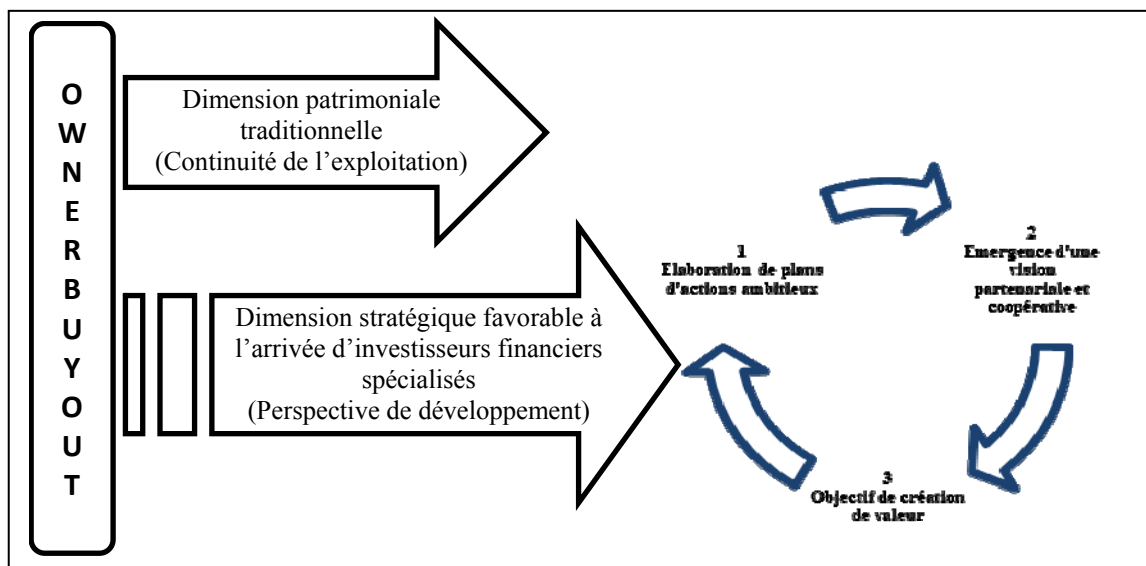 OWNERBUYOUT
Dimension patrimoniale
traditionnelle
(Continuité de l’exploitation)
Dimension stratégique favorable à
l’arrivée d’investisseurs financiers
spécialisés
(Perspective de développement)
1
Elaboration de plans
d'actions ambitieux
2
Emergence d'une
vision
partenariale et
coopérative
3
Objectif de création
de valeur